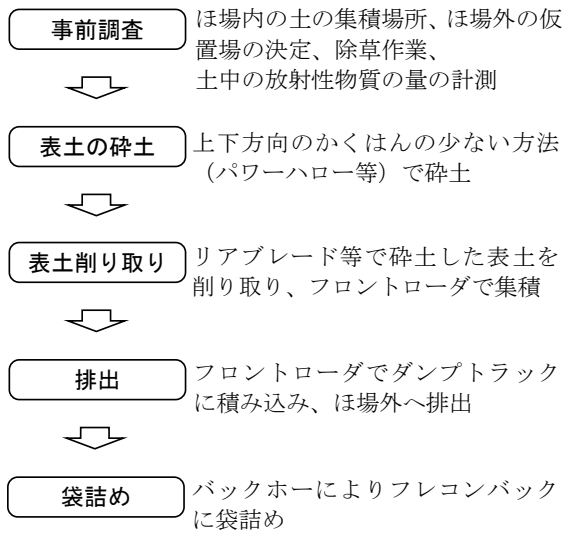 事前調査
ほ場内の土の集積場所、ほ場外の仮
置場の決定、除草作業、
土中の放射性物質の量の計測
表土の砕土
上下方向のかくはんの少ない方法
（パワーハロー等）で砕土
表土削り取り
リアブレード等で砕土した表土を
削り取り、フロントローダで集積
排出
フロントローダでダンプトラック
に積み込み、ほ場外へ排出
袋詰め
バックホーによりフレコンバック
に袋詰め